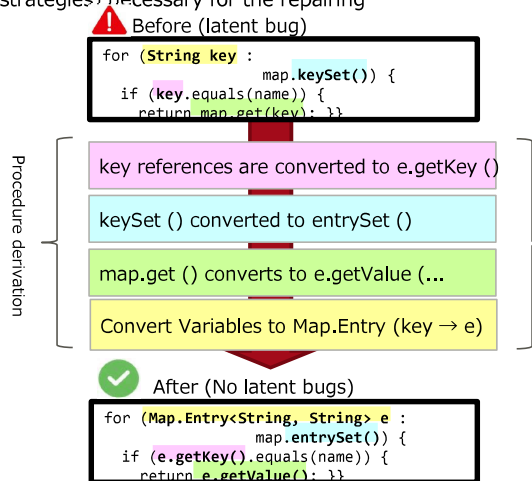 strategies) necessary for the repairing
Before (latent bug)
for (String key :
map.keySet()) {
if (key.equals(name)) {
return map.get(key); }}
Procedure derivation
key references are converted to e.getKey ()
keySet () converted to entrySet ()
map.get () converts to e.getValue (...
Convert Variables to Map.Entry (key → e)
After (No latent bugs)
for (Map.Entry<String, String> e :
map.entrySet()) {
if (e.getKey().equals(name)) {
return e.getValue(); }}